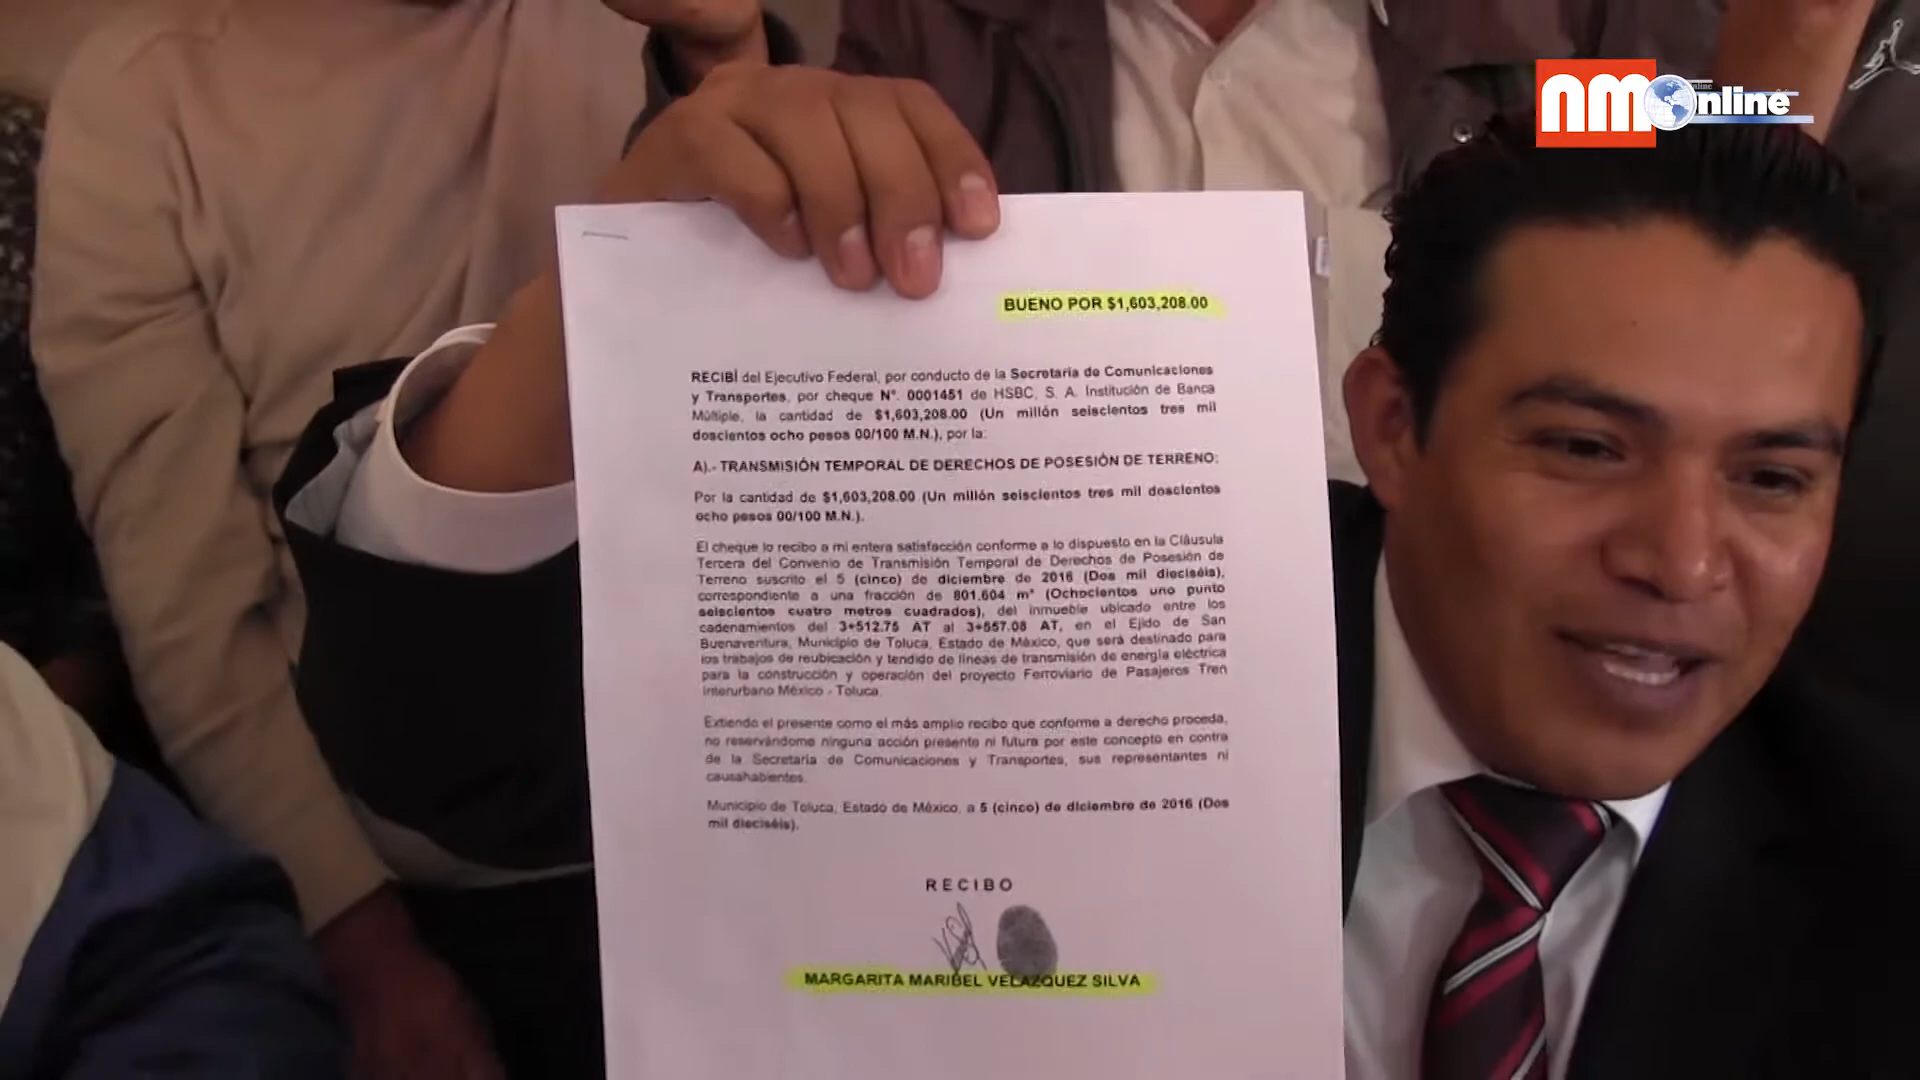 nm Online
BUENO POR $1,603,208.00
RECIBÍ del Ejecutivo Federal, por conducto de la Secretaría de Comunicaciones
y Transportes, por cheque N°. 0001451 de HSBC, S. A. Institución de Banca
Múltiple, la cantidad de $1,603,208.00 (Un millón seiscientos tres mil
doscientos ocho pesos 00/100 M.N.), por la:
A).- TRANSMISIÓN TEMPORAL DE DERECHOS DE POSESIÓN DE TERRENO:
Por la cantidad de $1,603,208.00 (Un millón seiscientos tres mil doscientos
ocho pesos 00/100 M.N.).
El cheque lo recibo a mi entera satisfacción conforme a lo dispuesto en la Cláusula
Tercera del Convenio de Transmisión Temporal de Derechos de Posesión de
Terreno suscrito el 5 (cinco) de diciembre de 2016 (Dos mil dieciséis),
correspondiente a una fracción de 801.604 m² (Ochocientos uno punto
seiscientos cuatro metros cuadrados), del inmueble ubicado entre los
cadenamientos del 3+512.75 AT al 3+557.08 AT, en el Ejido de San
Buenaventura, Municipio de Toluca, Estado de México, que será destinado para
los trabajos de reubicación y tendido de líneas de transmisión de energía eléctrica
para la construcción y operación del proyecto Ferroviario de Pasajeros Tren
Interurbano México - Toluca.
Extiendo el presente como el más amplio recibo que conforme a derecho proceda,
no reservándome ninguna acción presente ni futura por este concepto en contra
de la Secretaría de Comunicaciones y Transportes, sus representantes ni
causahabientes.
Municipio de Toluca, Estado de México, a 5 (cinco) de diciembre de 2016 (Dos
mil dieciséis).
RECIBO
MARGARITA MARIBEL VELAZQUEZ SILVA